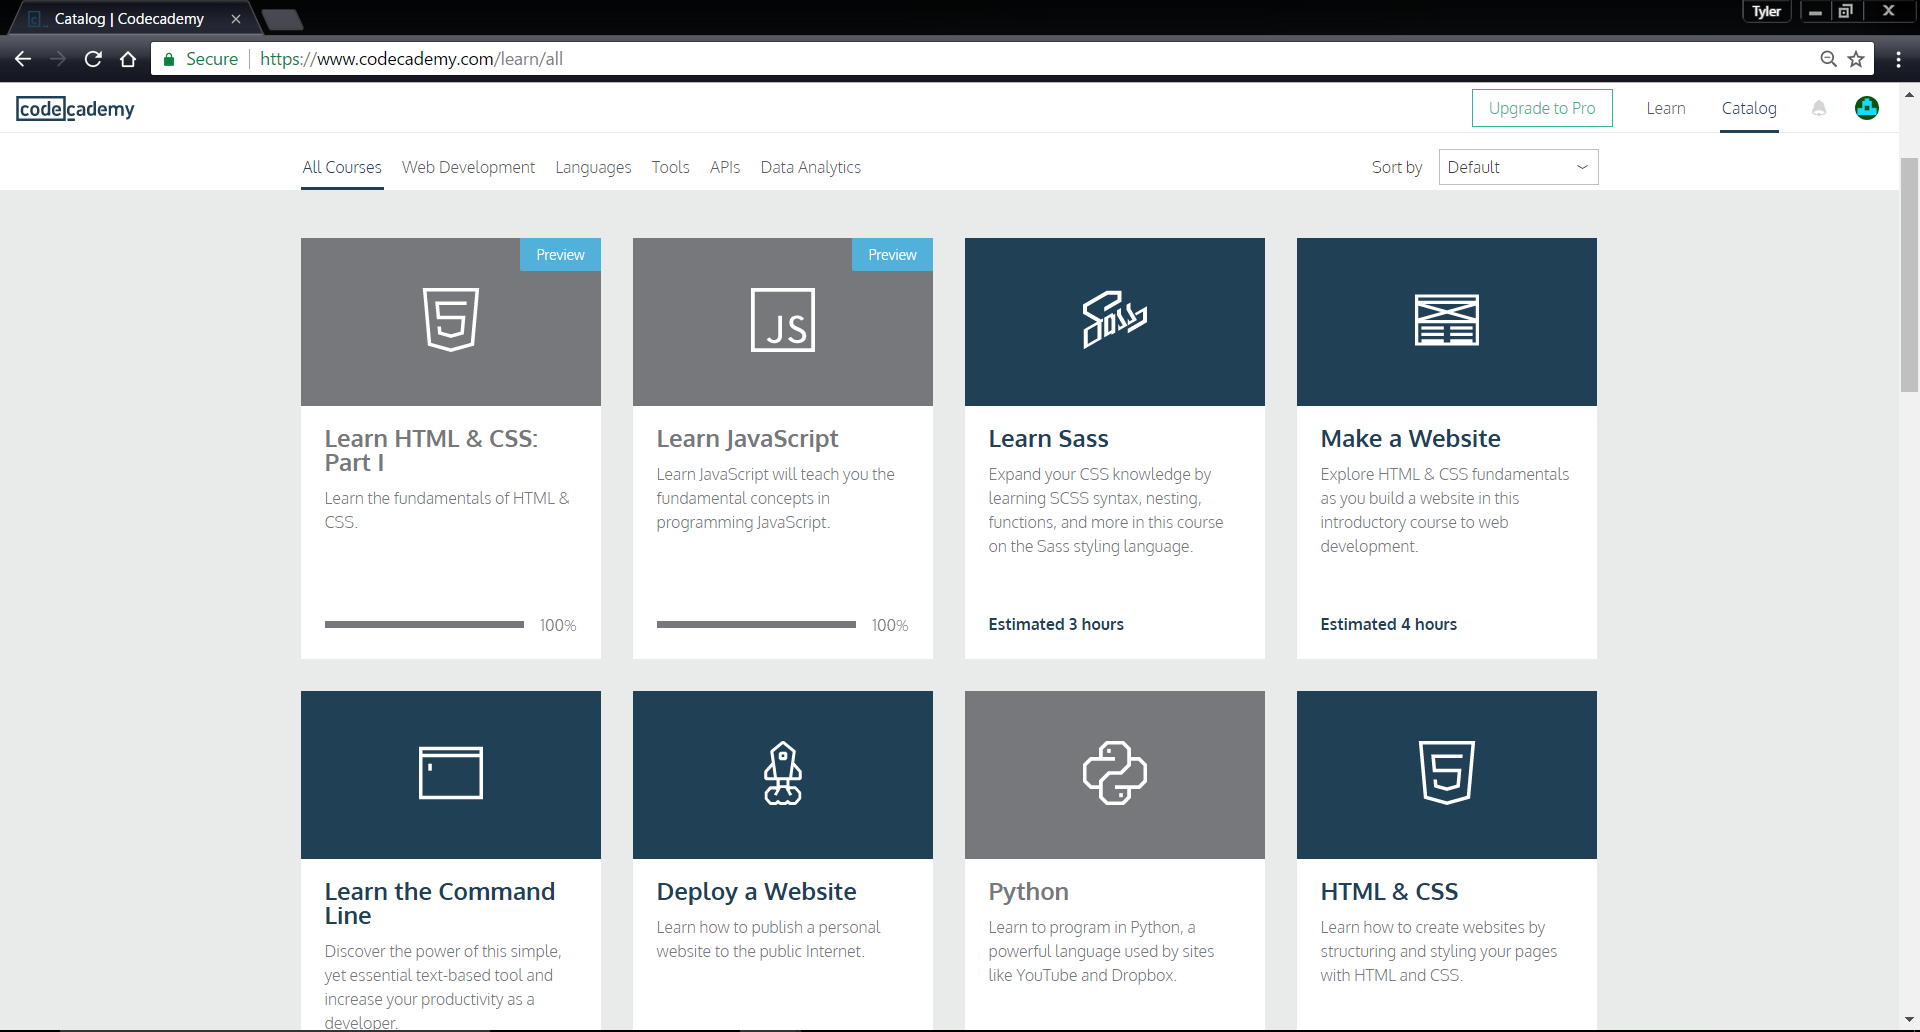 Catalog | Codecademy
Tyler
Secure
https://www.codecademy.com/learn/all
codecademy
Upgrade to Pro
Learn
Catalog
All Courses
Web Development
Languages
Tools
APIs
Data Analytics
Sort by
Default
Preview
Learn HTML & CSS:
Part I
Learn the fundamentals of HTML &
CSS.
100%
Preview
JS
Learn JavaScript
Learn JavaScript will teach you the
fundamental concepts in
programming JavaScript.
100%
Sass
Learn Sass
Expand your CSS knowledge by
learning SCSS syntax, nesting,
functions, and more in this course
on the Sass styling language.
Estimated 3 hours
Make a Website
Explore HTML & CSS fundamentals
as you build a website in this
introductory course to web
development.
Estimated 4 hours
Learn the Command
Line
Discover the power of this simple,
yet essential text-based tool and
increase your productivity as a
developer.
Deploy a Website
Learn how to publish a personal
website to the public Internet.
Python
Learn to program in Python, a
powerful language used by sites
like YouTube and Dropbox.
HTML & CSS
Learn how to create websites by
structuring and styling your pages
with HTML and CSS.